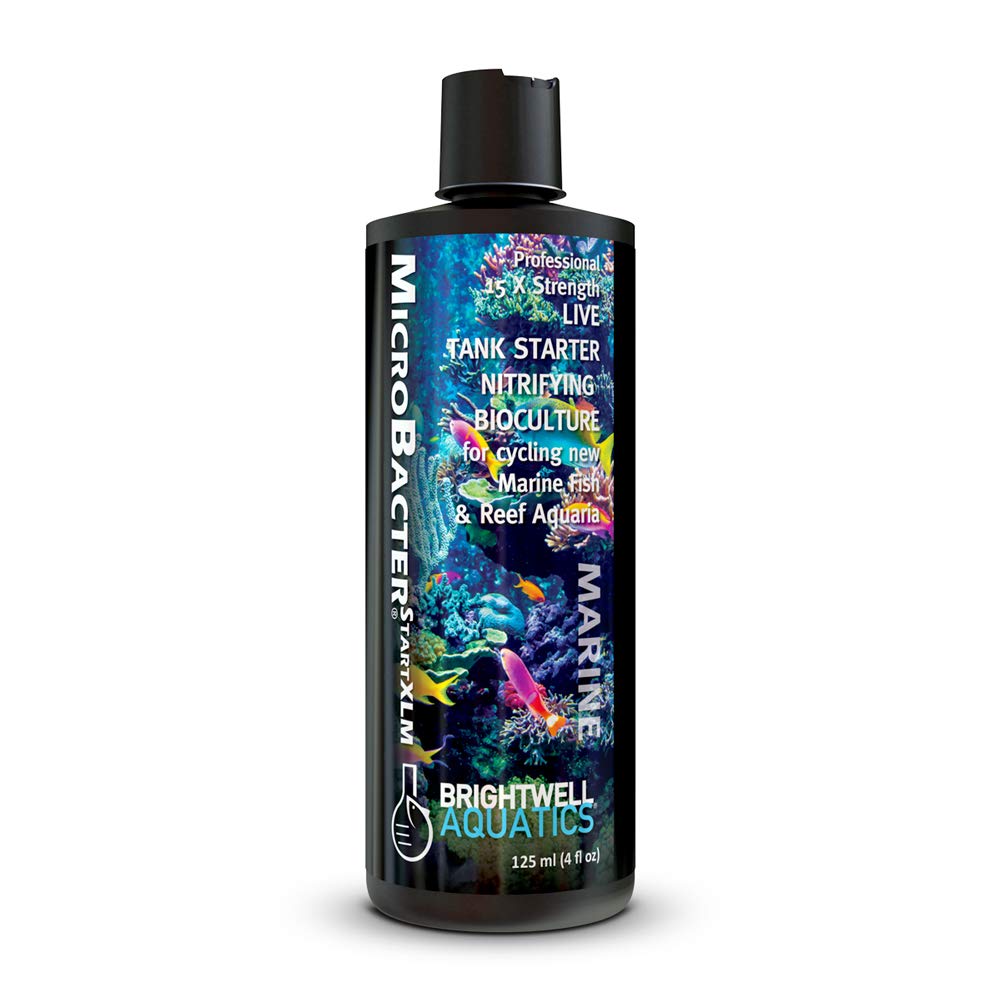 Professional
15 X Strength
LIVE
TANK STARTER
NITRIFYING
BIOCULTURE
for cycling new
Marine Fish
& Reef Aquaria
MICROBACTER®STARTXLM
MARINE
BRIGHTWELL
AQUATICS
125 ml (4 fl oz)